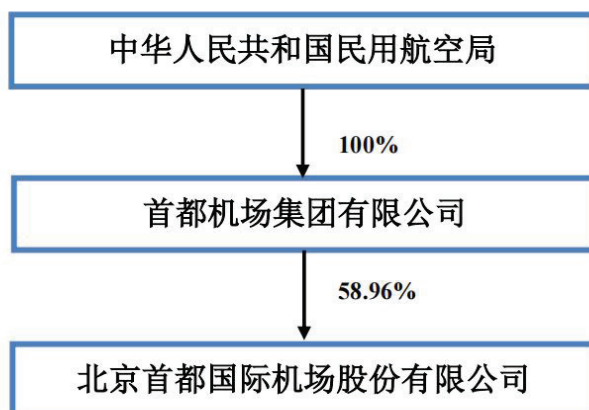 中华人民共和国民用航空局
100%
首都机场集团有限公司
58.96%
北京首都国际机场股份有限公司